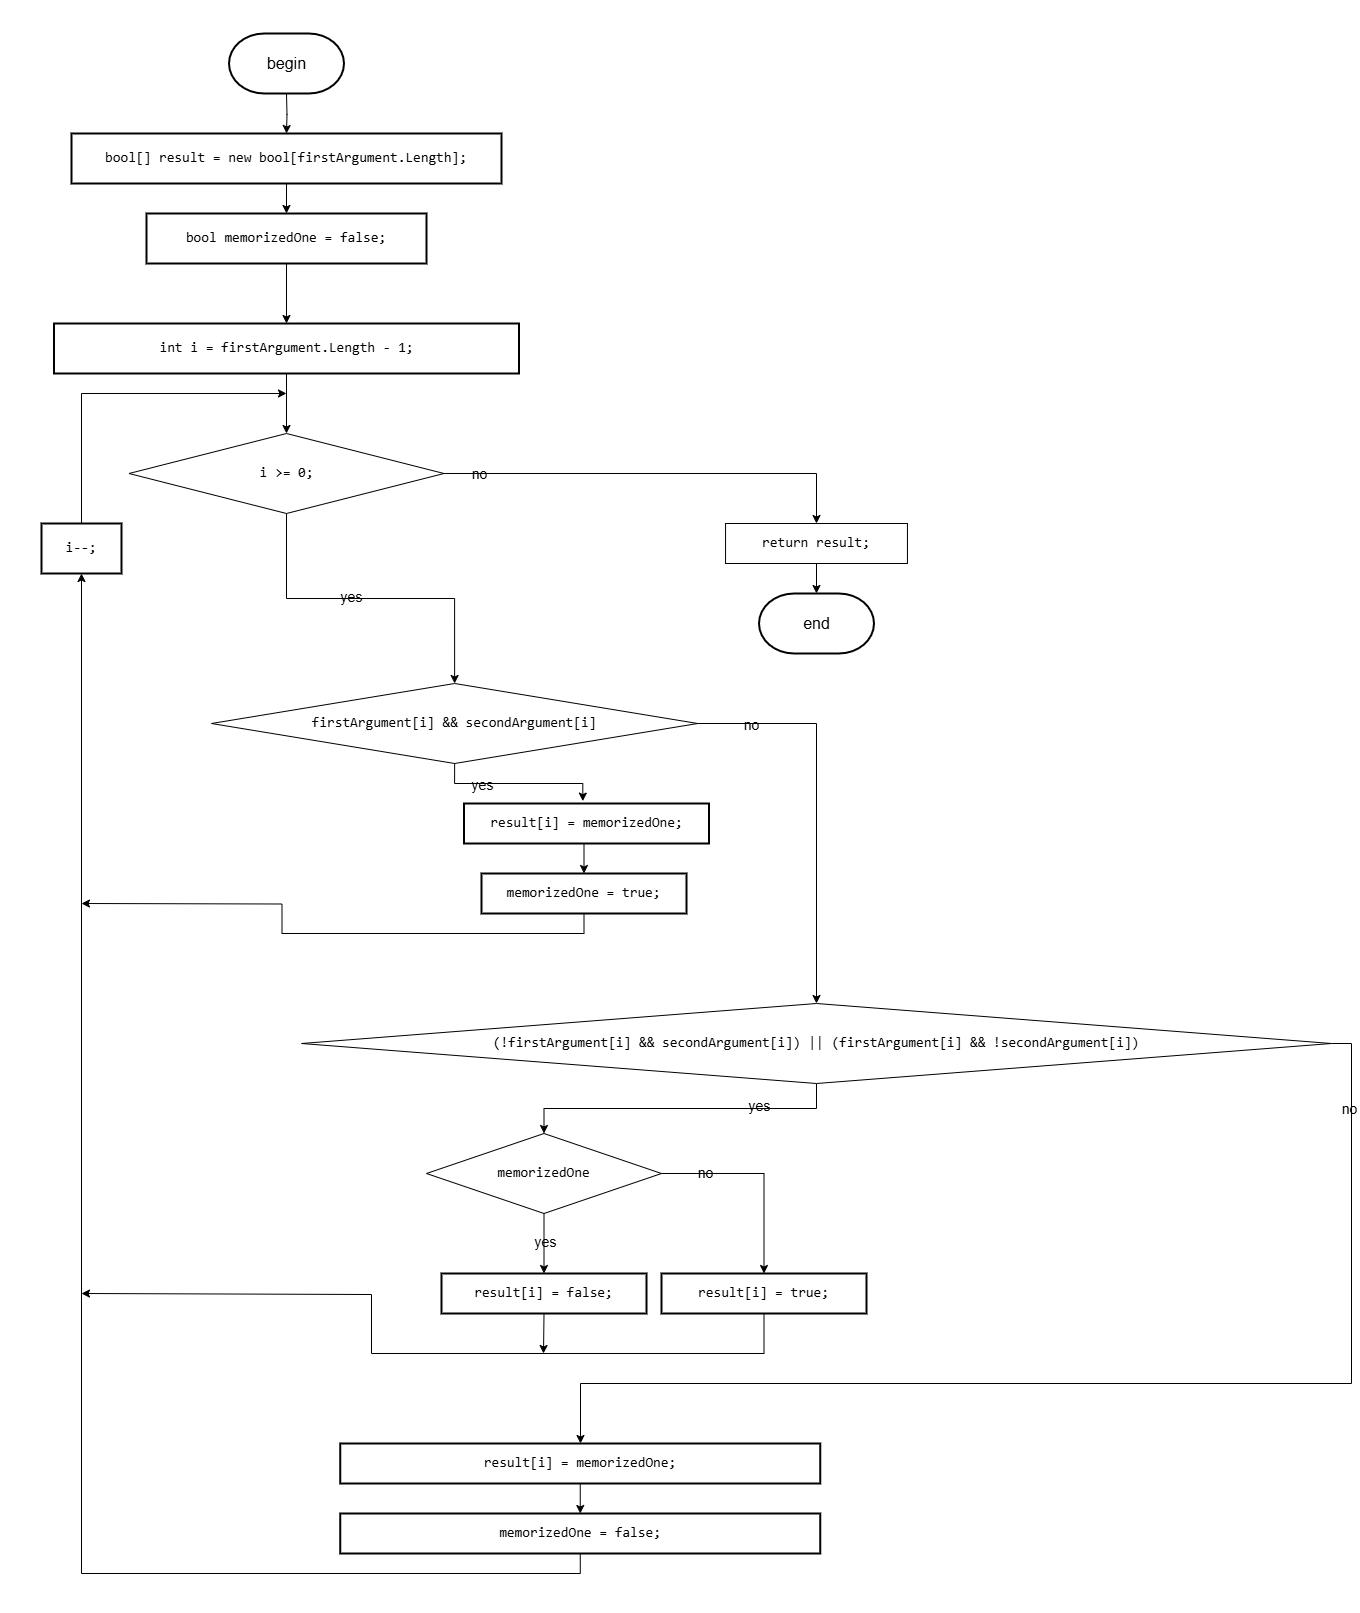 begin
bool[] result = new bool[firstArgument.Length];
bool memorizedOne = false;
int i = firstArgument.Length - 1;
i >= 0;
no
i--;
return result;
yes
end
firstArgument[i] && secondArgument[i]
no
yes
result[i] = memorizedOne;
memorizedOne = true;
(!firstArgument[i] && secondArgument[i]) || (firstArgument[i] && !secondArgument[i])
yes
no
memorizedOne
no
yes
result[i] = false;
result[i] = true;
result[i] = memorizedOne;
memorizedOne = false;